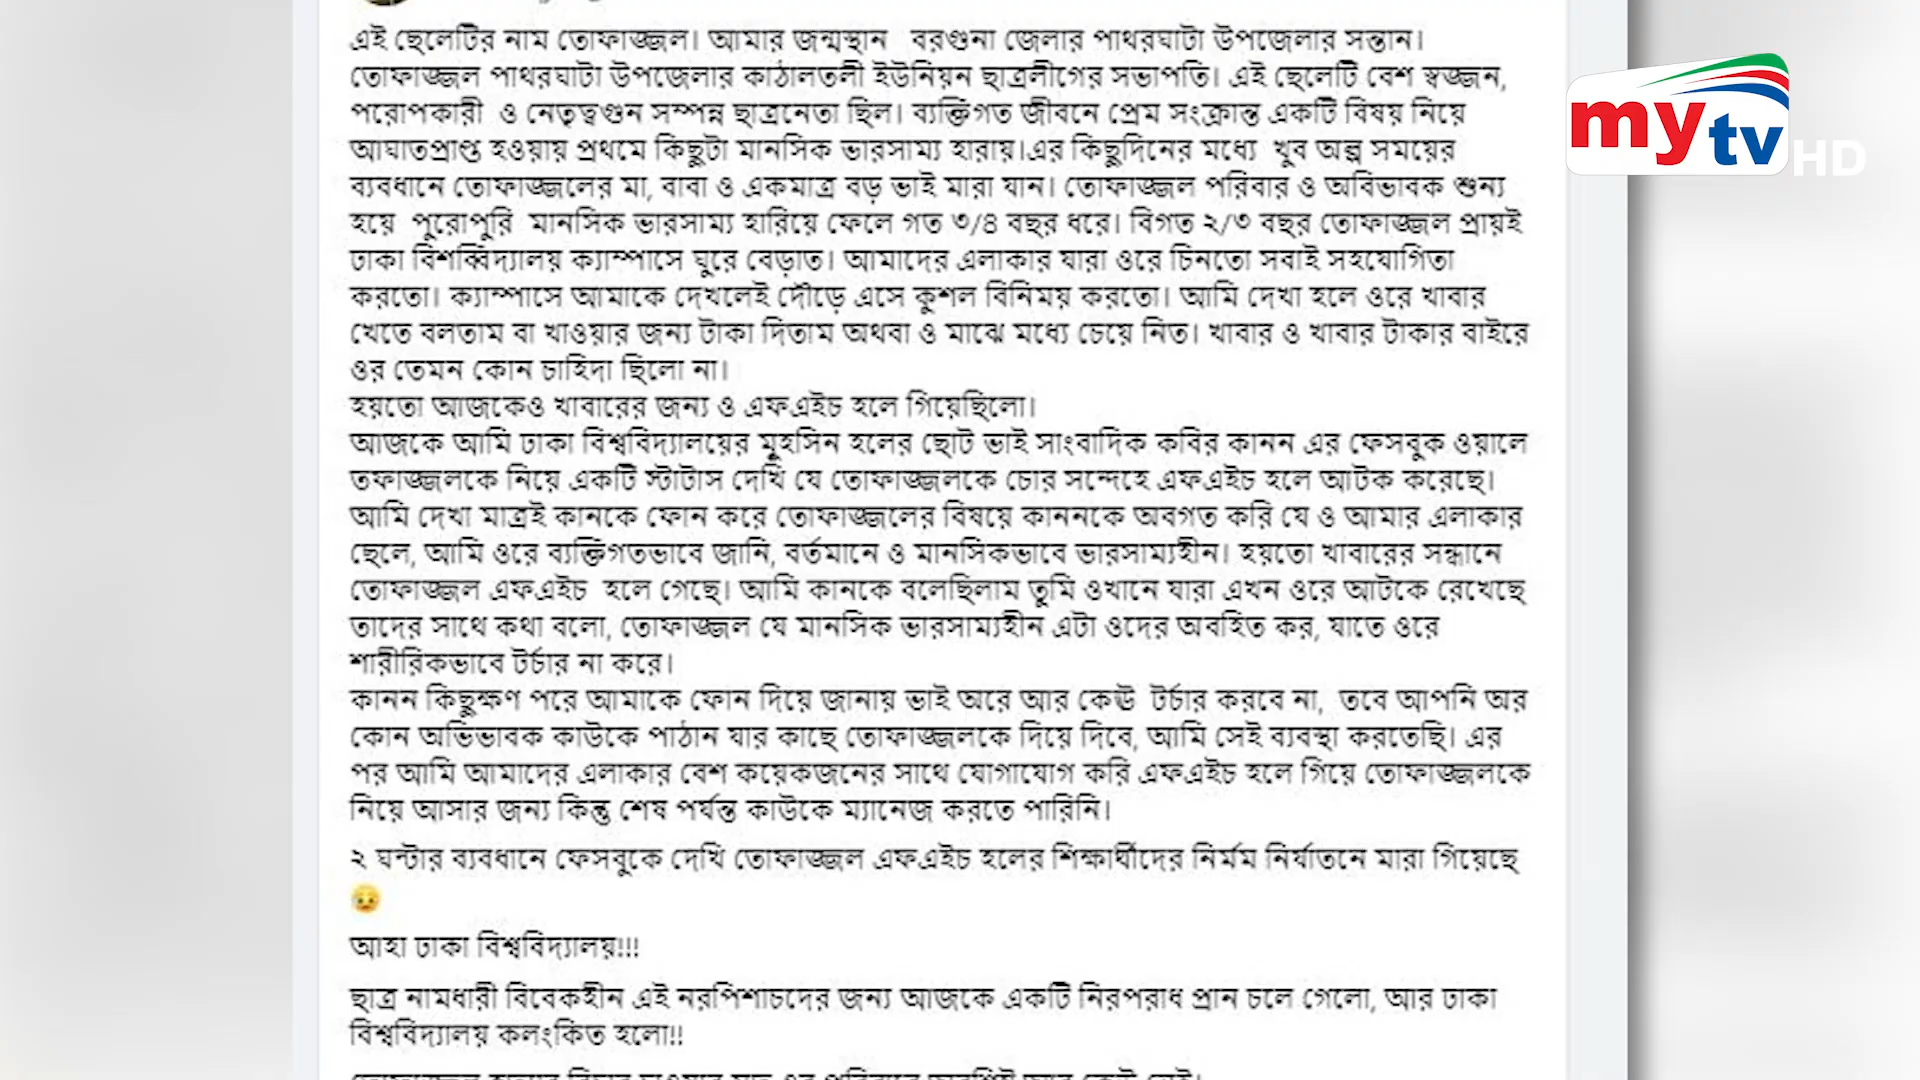 এই ছেলেটির নাম তোফাজ্জল। আমার জন্মস্থান বরগুনা জেলার পাথরঘাটা উপজেলার সন্তান।
তোফাজ্জল পাথরঘাটা উপজেলার কাঠালতলী ইউনিয়ন ছাত্রলীগের সভাপতি। এই ছেলেটি বেশ স্বজ্জন,
পরোপকারী ও নেতৃত্বগুন সম্পন্ন ছাত্রনেতা ছিল। ব্যক্তিগত জীবনে প্রেম সংক্রান্ত একটি বিষয় নিয়ে
আঘাতপ্রাপ্ত হওয়ায় প্রথমে কিছুটা মানসিক ভারসাম্য হারায়।এর কিছুদিনের মধ্যে খুব অল্প সময়ের
ব্যবধানে তোফাজ্জলের মা, বাবা ও একমাত্র বড় ভাই মারা যান। তোফাজ্জল পরিবার ও অবিভাবক শুন্য
হয়ে পুরোপুরি মানসিক ভারসাম্য হারিয়ে ফেলে গত ৩/৪ বছর ধরে। বিগত ২/৩ বছর তোফাজ্জল প্রায়ই
ঢাকা বিশব্বিদ্যালয় ক্যাম্পাসে ঘুরে বেড়াত। আমাদের এলাকার যারা ওরে চিনতো সবাই সহযোগিতা
করতো। ক্যাম্পাসে আমাকে দেখলেই দৌড়ে এসে কুশল বিনিময় করতো। আমি দেখা হলে ওরে খাবার
খেতে বলতাম বা খাওয়ার জন্য টাকা দিতাম অথবা ও মাঝে মধ্যে চেয়ে নিত। খাবার ও খাবার টাকার বাইরে
ওর তেমন কোন চাহিদা ছিলো না।
হয়তো আজকেও খাবারের জন্য ও এফএইচ হলে গিয়েছিলো।
আজকে আমি ঢাকা বিশ্ববিদ্যালয়ের মুহসিন হলের ছোট ভাই সাংবাদিক কবির কানন এর ফেসবুক ওয়ালে
তফাজ্জলকে নিয়ে একটি স্টাটাস দেখি যে তোফাজ্জলকে চোর সন্দেহে এফএইচ হলে আটক করেছে।
আমি দেখা মাত্রই কানকে ফোন করে তোফাজ্জলের বিষয়ে কাননকে অবগত করি যে ও আমার এলাকার
ছেলে, আমি ওরে ব্যক্তিগতভাবে জানি, বর্তমানে ও মানসিকভাবে ভারসাম্যহীন। হয়তো খাবারের সন্ধানে
তোফাজ্জল এফএইচ হলে গেছে। আমি কানকে বলেছিলাম তুমি ওখানে যারা এখন ওরে আটকে রেখেছে
তাদের সাথে কথা বলো, তোফাজ্জল যে মানসিক ভারসাম্যহীন এটা ওদের অবহিত কর, যাতে ওরে
শারীরিকভাবে টর্চার না করে।
কানন কিছুক্ষণ পরে আমাকে ফোন দিয়ে জানায় ভাই অরে আর কেঊ টর্চার করবে না, তবে আপনি অর
কোন অভিভাবক কাউকে পাঠান যার কাছে তোফাজ্জলকে দিয়ে দিবে, আমি সেই ব্যবস্থা করতেছি। এর
পর আমি আমাদের এলাকার বেশ কয়েকজনের সাথে যোগাযোগ করি এফএইচ হলে গিয়ে তোফাজ্জলকে
নিয়ে আসার জন্য কিন্তু শেষ পর্যন্ত কাউকে ম্যানেজ করতে পারিনি।
২ ঘন্টার ব্যবধানে ফেসবুকে দেখি তোফাজ্জল এফএইচ হলের শিক্ষার্থীদের নির্মম নির্যাতনে মারা গিয়েছে
😥
আহা ঢাকা বিশ্ববিদ্যালয়!!!
ছাত্র নামধারী বিবেকহীন এই নরপিশাচদের জন্য আজকে একটি নিরপরাধ প্রান চলে গেলো, আর ঢাকা
বিশ্ববিদ্যালয় কলংকিত হলো!!
my tv HD